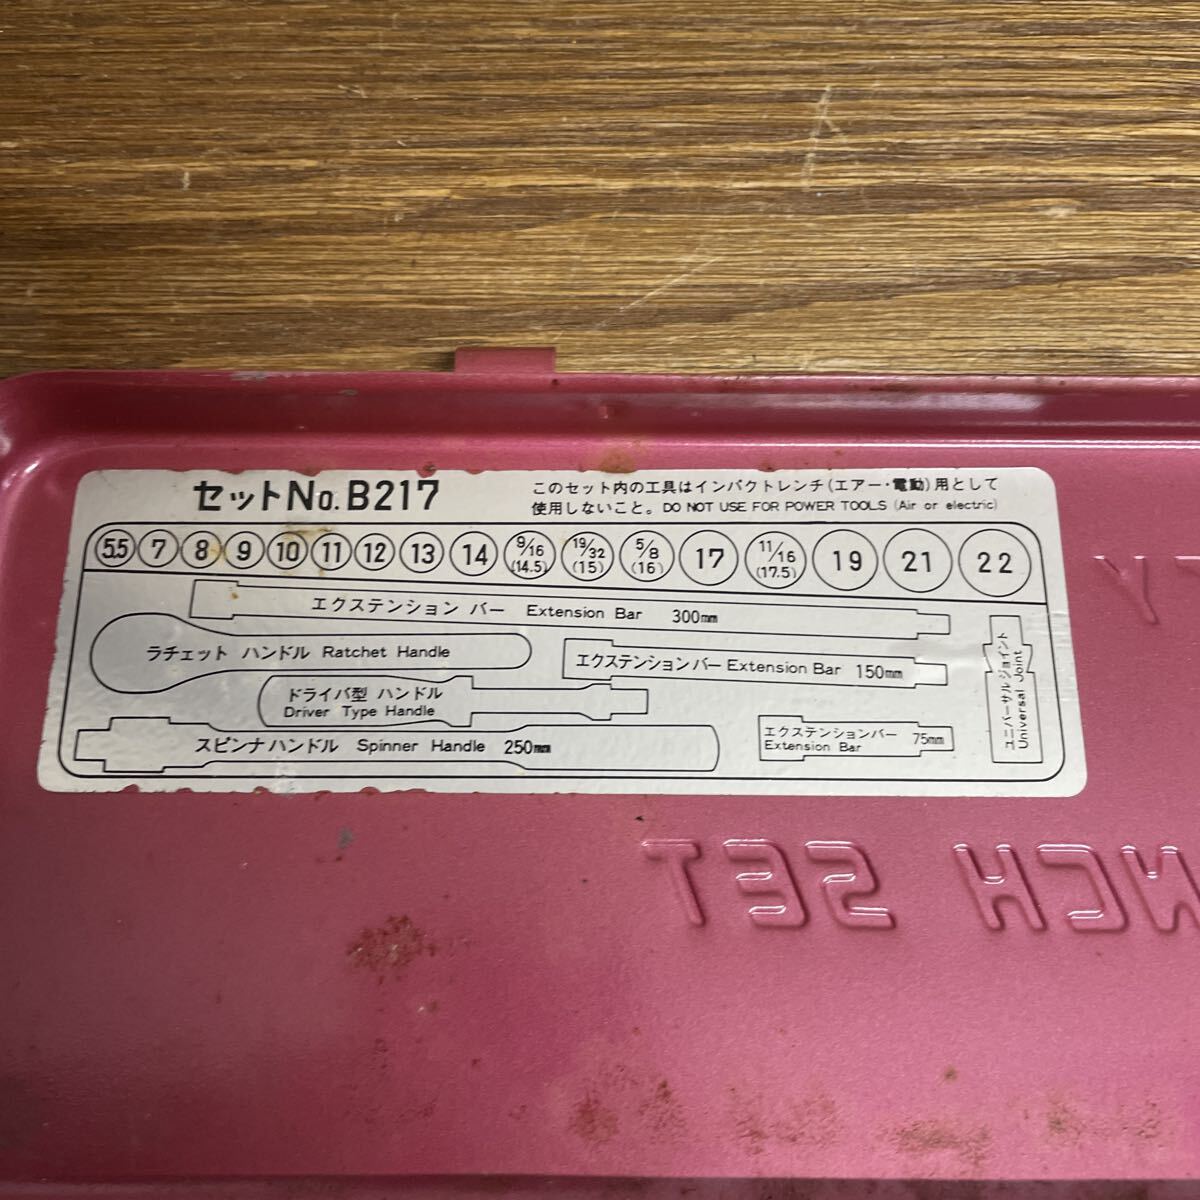 セットNo.B217
このセット内の工具はインパクトレンチ(エアー・電動)用として
使用しないこと。DO NOT USE FOR POWER TOOLS (Air or electric)
5.5 7 8 9 10 11 12 13 14 9/16 (14.5) 19/32 (15) 5/8 (16) 17 11/16 (17.5) 19 21 22
エクステンション バー Extension Bar 300mm
ラチェット ハンドル Ratchet Handle
エクステンションバー Extension Bar 150mm
ドライバ型 ハンドル
Driver Type Handle
スピンナハンドル Spinner Handle 250mm
エクステンションバー
Extension Bar 75mm
ユニバーサルジョイント
Universal Joint
TY
NCH SET